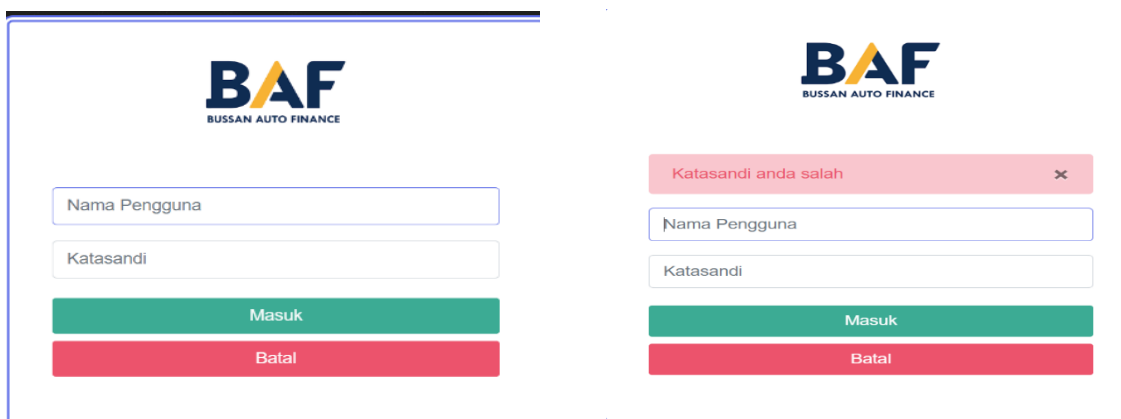 BAF
BUSSAN AUTO FINANCE
Nama Pengguna
Katasandi
Masuk
Batal
BAF
BUSSAN AUTO FINANCE
Katasandi anda salah ×
Nama Pengguna
Katasandi
Masuk
Batal